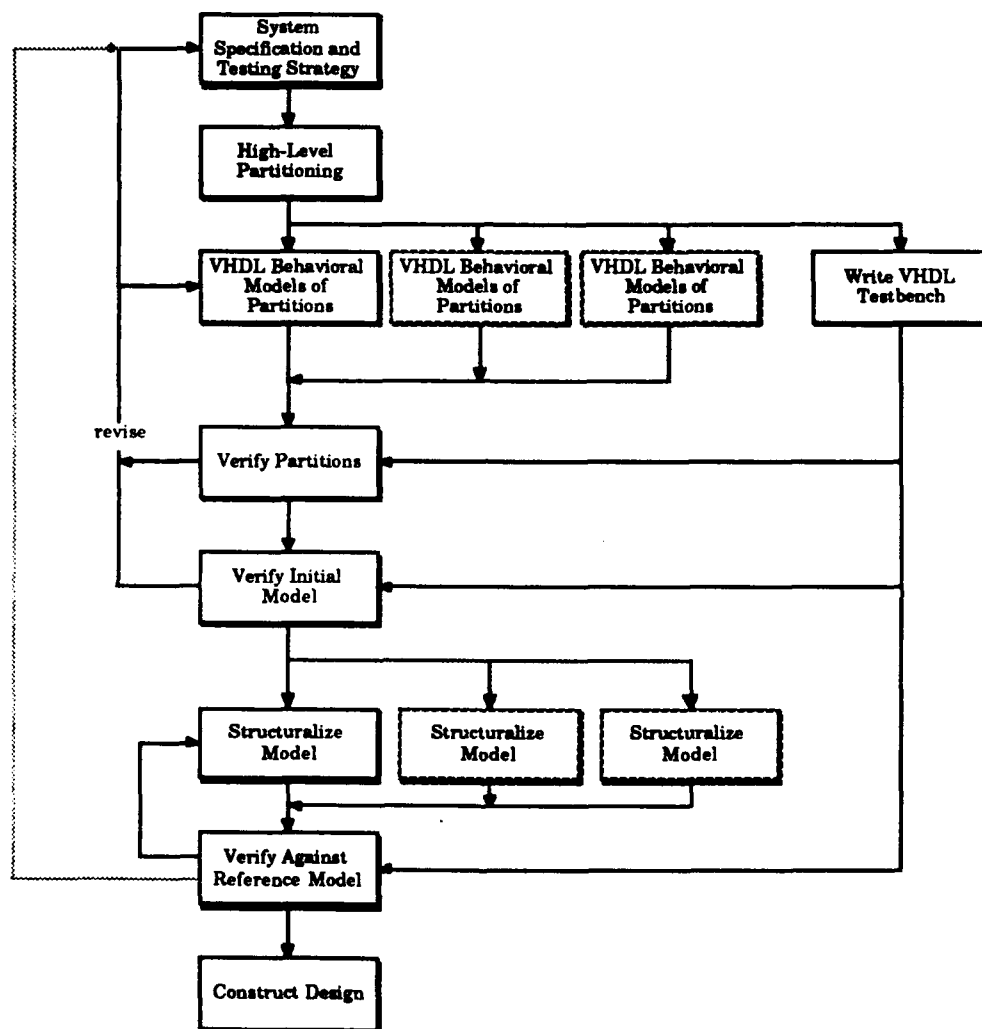 System
Specification and
Testing Strategy
High-Level
Partitioning
VHDL Behavioral
Models of
Partitions
VHDL Behavioral
Models of
Partitions
VHDL Behavioral
Models of
Partitions
Write VHDL
Testbench
revise
Verify Partitions
Verify Initial
Model
Structuralize
Model
Structuralize
Model
Structuralize
Model
Verify Against
Reference Model
Construct Design